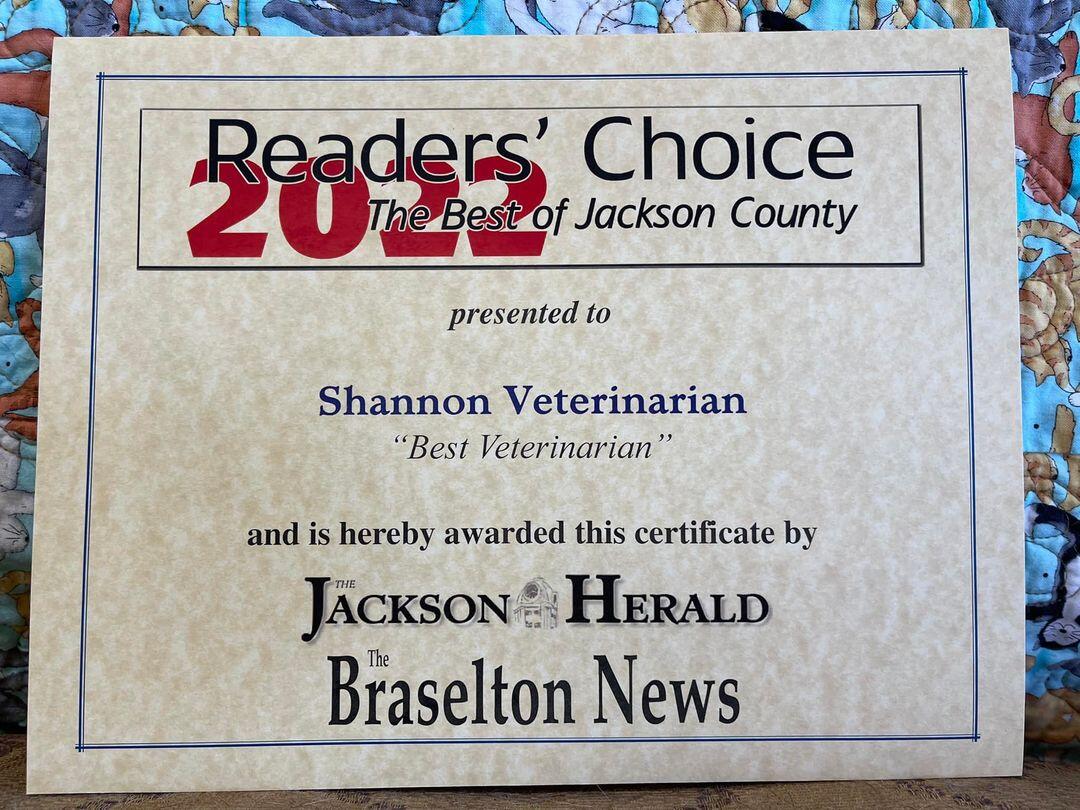 Readers’ Choice
2022
The Best of Jackson County
presented to
Shannon Veterinarian
“Best Veterinarian”
and is hereby awarded this certificate by
THE
JACKSON HERALD
The
Braselton News